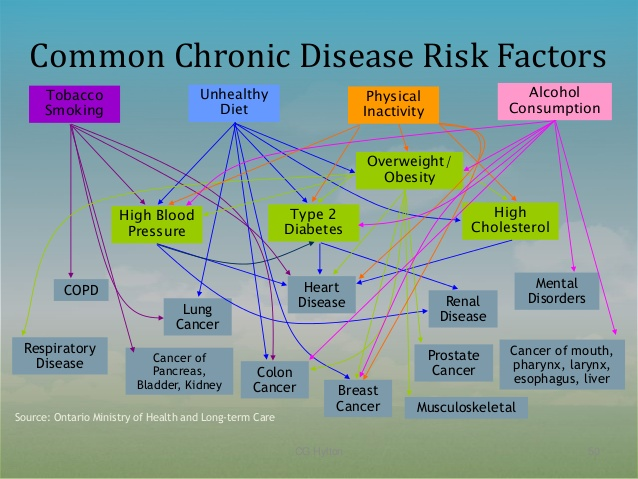 Common Chronic Disease Risk Factors
Tobacco
Smoking
Unhealthy
Diet
Physical
Inactivity
Alcohol
Consumption
Overweight/
Obesity
High Blood
Pressure
Type 2
Diabetes
High
Cholesterol
COPD
Lung
Cancer
Heart
Disease
Renal
Disease
Mental
Disorders
Respiratory
Disease
Cancer of
Pancreas,
Bladder, Kidney
Colon
Cancer
Breast
Cancer
Prostate
Cancer
Cancer of mouth,
pharynx, larynx,
esophagus, liver
Musculoskeletal
Source: Ontario Ministry of Health and Long-term Care